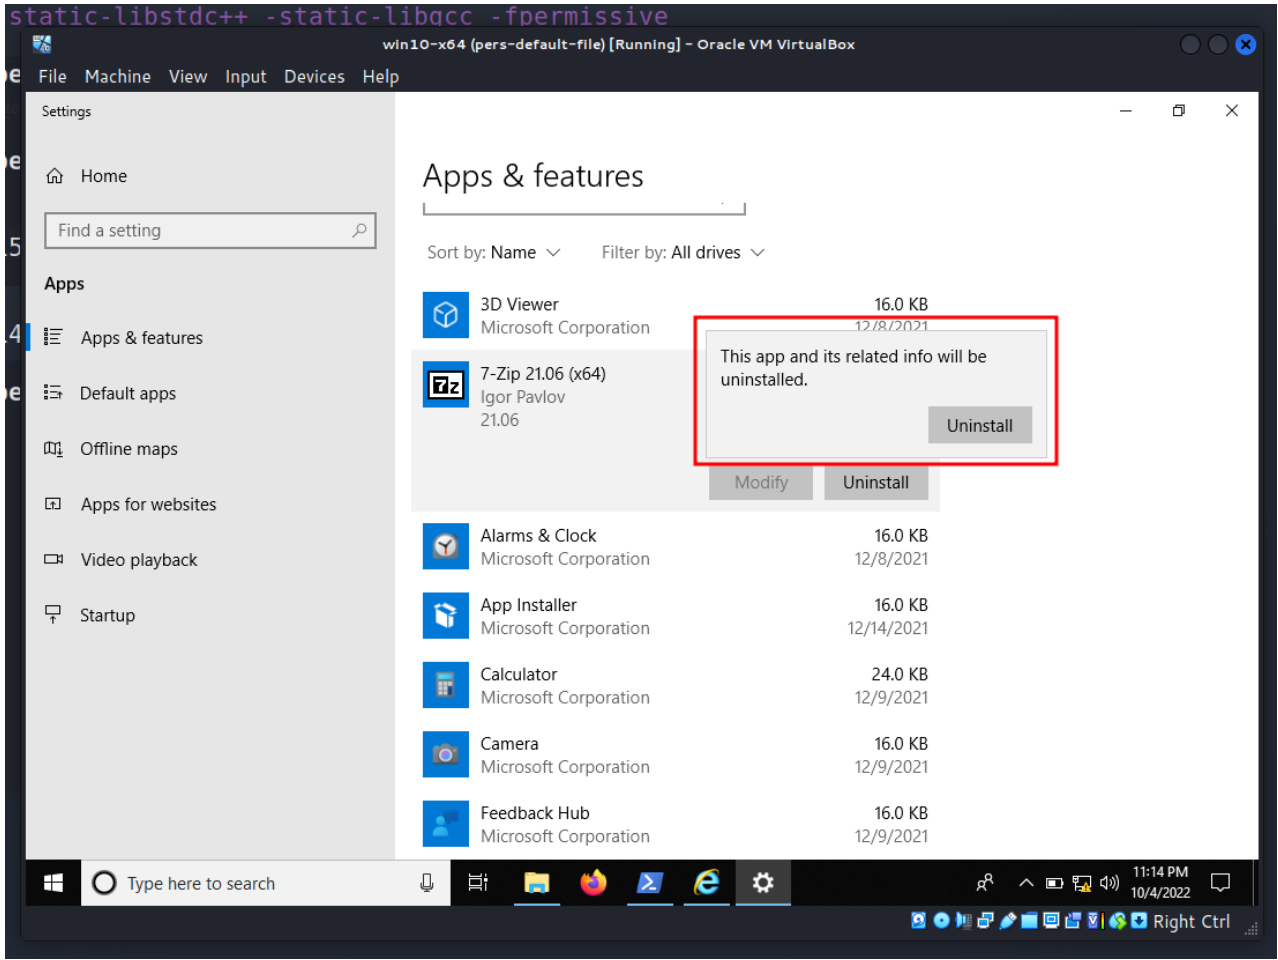 static-libstdc++ -static-libgcc -fpermissive
win10-x64 (pers-default-file) [Running] - Oracle VM VirtualBox
File Machine View Input Devices Help
Settings
Home
Apps & features
Find a setting
Sort by: Name
Filter by: All drives
Apps
3D Viewer
16.0 KB
Microsoft Corporation
12/8/2021
Apps & features
This app and its related info will be
uninstalled.
Uninstall
7z
7-Zip 21.06 (x64)
Igor Pavlov
21.06
Default apps
Offline maps
Modify
Uninstall
Apps for websites
Alarms & Clock
16.0 KB
Microsoft Corporation
12/8/2021
Video playback
App Installer
16.0 KB
Microsoft Corporation
12/14/2021
Startup
Calculator
24.0 KB
Microsoft Corporation
12/9/2021
Camera
16.0 KB
Microsoft Corporation
12/9/2021
Feedback Hub
16.0 KB
Microsoft Corporation
12/9/2021
Type here to search
11:14 PM
10/4/2022
Right Ctrl